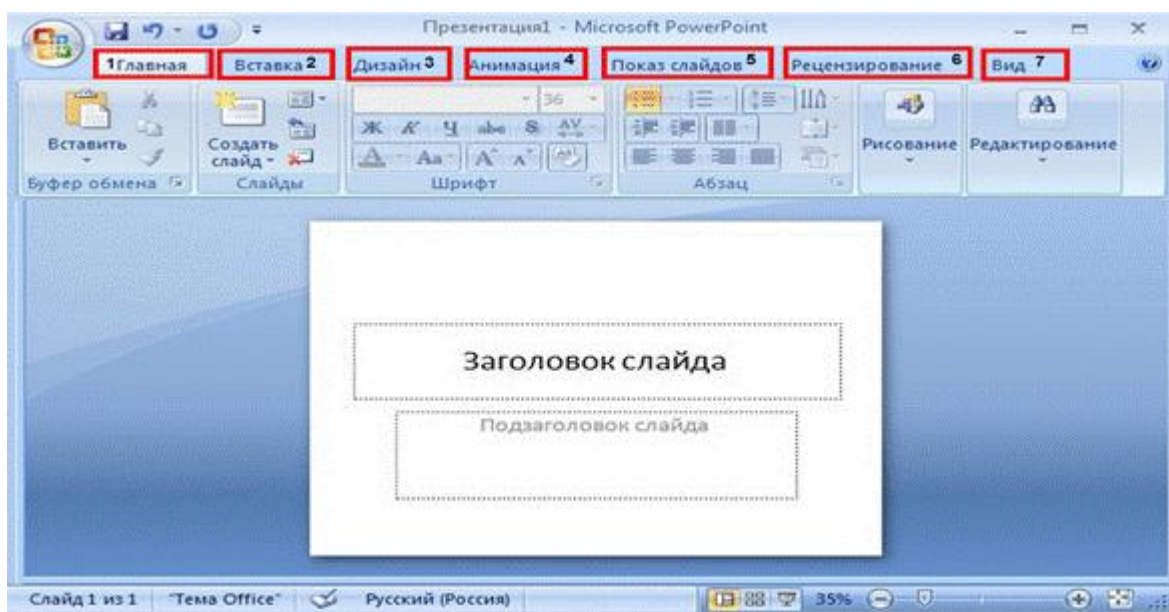 Презентация1 - Microsoft PowerPoint
1Главная Вставка 2 Дизайн 3 Анимация 4 Показ слайдов 5 Рецензирование 6 Вид 7
36
Ж К Ч abe S AV
Вставить Создать слайд Aa A A Рисование Редактирование
Буфер обмена Слайды Шрифт Абзац
Заголовок слайда
Подзаголовок слайда
Слайд 1 из 1 "Тема Office" Русский (Россия) 35%